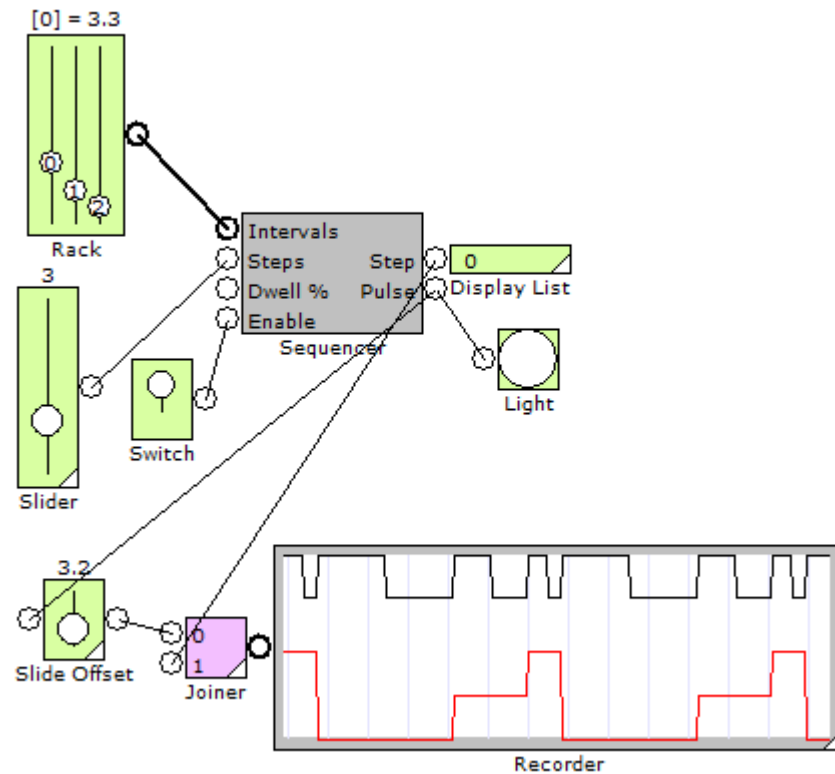 [0] = 3.3
0
1
2
Rack
Intervals
Steps
Dwell %
Enable
Step
Pulse
Sequencer
0
Display List
Light
3
Slider
Switch
3.2
Slide Offset
0
1
Joiner
Recorder